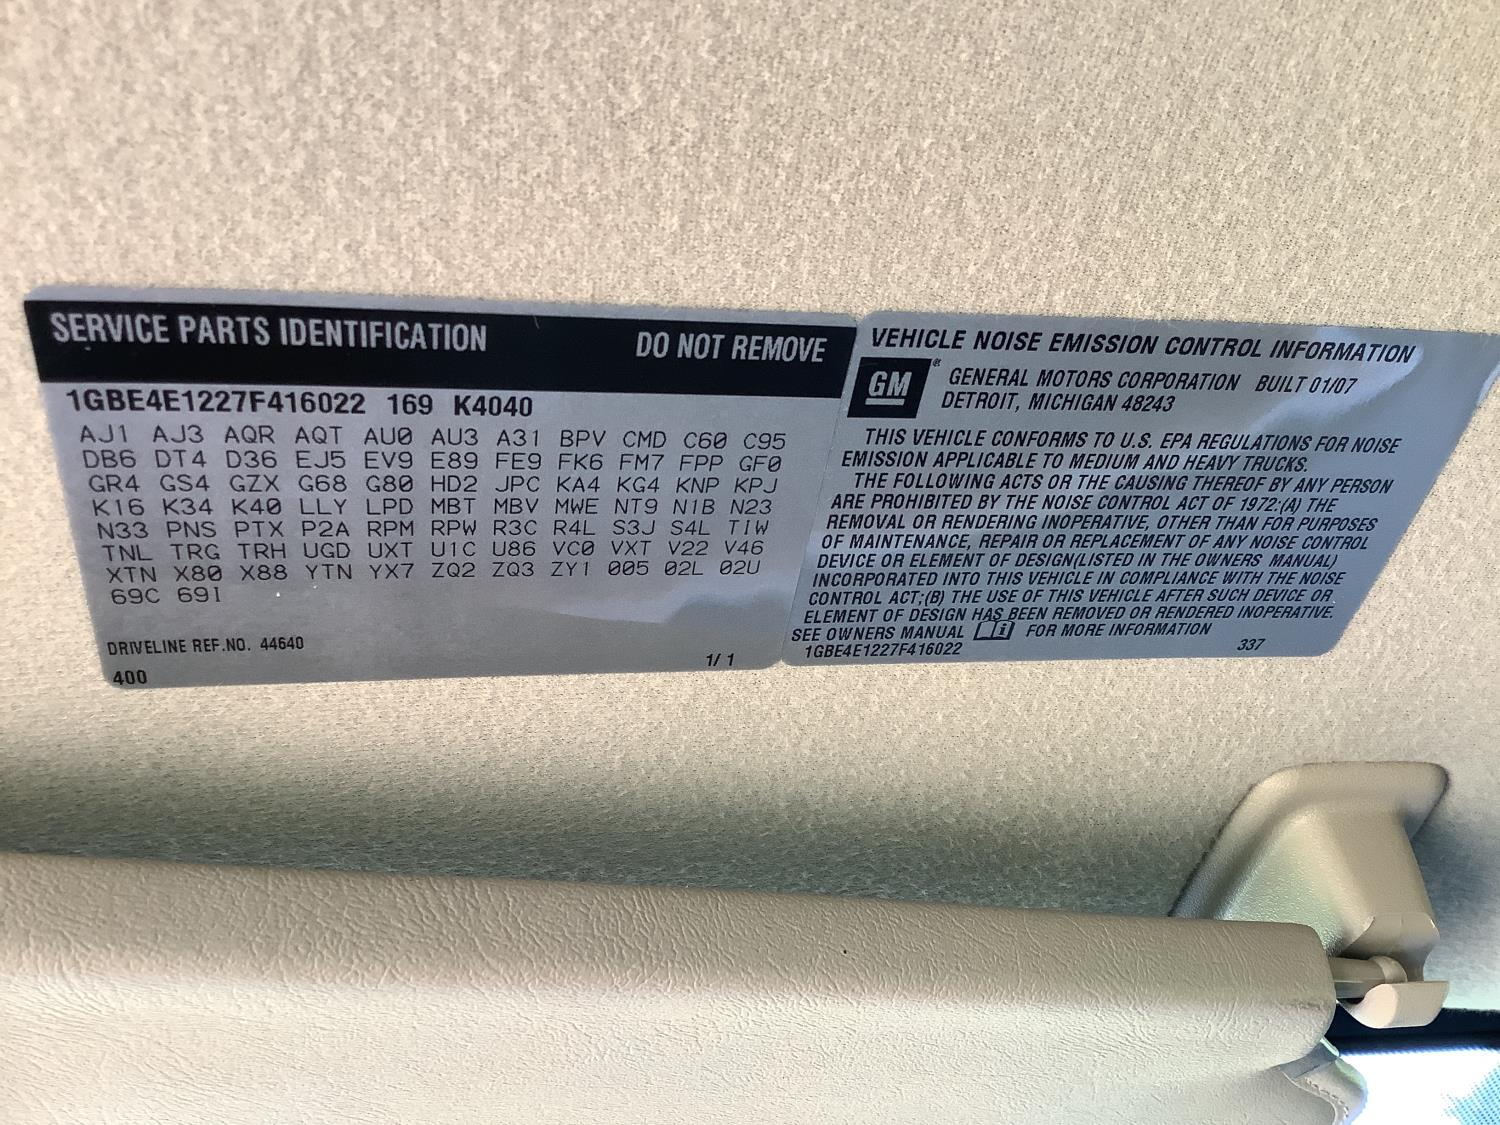 SERVICE PARTS IDENTIFICATION DO NOT REMOVE
1GBE4E1227F416022 169 K4040
AJ1 AJ3 AQR AQT AU0 AU3 A31 BPV CMD C60 C95
DB6 DT4 D36 EJ5 EV9 E89 FE9 FK6 FM7 FPP GF0
GR4 GS4 GZX G68 G80 HD2 JPC KA4 KG4 KNP KPJ
K16 K34 K40 LLY LPD MBT MBV MWE NT9 N1B N23
N33 PNS PTX P2A RPM RPW R3C R4L S3J S4L TIW
TNL TRG TRH UGD UXT U1C U86 VC0 VXT V22 V46
XTN X80 X88 YTN YX7 ZQ2 ZQ3 ZY1 005 02L 02U
69C 69I
DRIVELINE REF.NO. 44640
400 1/1
VEHICLE NOISE EMISSION CONTROL INFORMATION
GM ® GENERAL MOTORS CORPORATION BUILT 01/07
DETROIT, MICHIGAN 48243
THIS VEHICLE CONFORMS TO U.S. EPA REGULATIONS FOR NOISE
EMISSION APPLICABLE TO MEDIUM AND HEAVY TRUCKS.
THE FOLLOWING ACTS OR THE CAUSING THEREOF BY ANY PERSON
ARE PROHIBITED BY THE NOISE CONTROL ACT OF 1972:(A) THE
REMOVAL OR RENDERING INOPERATIVE, OTHER THAN FOR PURPOSES
OF MAINTENANCE, REPAIR OR REPLACEMENT OF ANY NOISE CONTROL
DEVICE OR ELEMENT OF DESIGN(LISTED IN THE OWNERS MANUAL)
INCORPORATED INTO THIS VEHICLE IN COMPLIANCE WITH THE NOISE
CONTROL ACT;(B) THE USE OF THIS VEHICLE AFTER SUCH DEVICE OR
ELEMENT OF DESIGN HAS BEEN REMOVED OR RENDERED INOPERATIVE.
SEE OWNERS MANUAL i FOR MORE INFORMATION
1GBE4E1227F416022 337